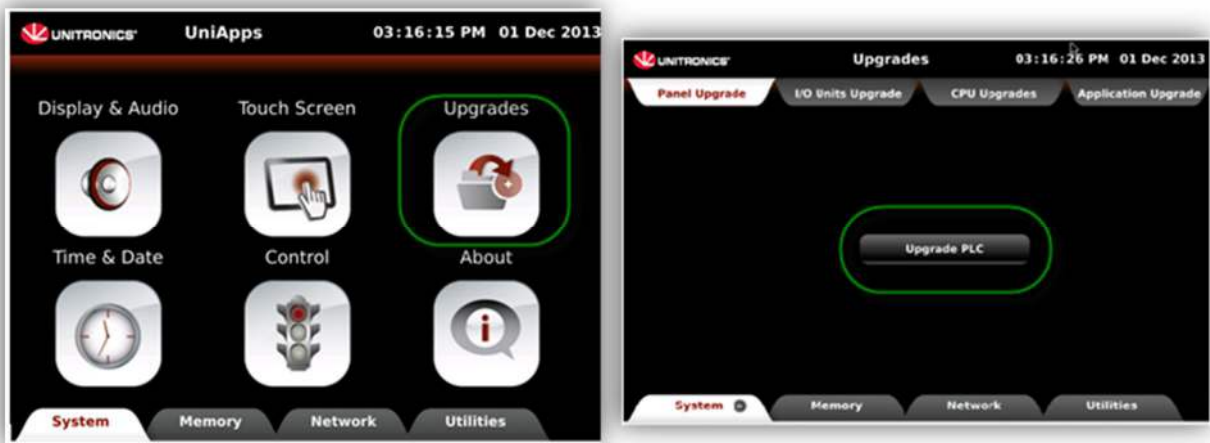 UNITRONICS UniApps 03:16:15 PM 01 Dec 2013
Display & Audio Touch Screen Upgrades
Time & Date Control About
System Memory Network Utilities
UNITRONICS Upgrades 03:16:26 PM 01 Dec 2013
Panel Upgrade I/O Units Upgrade CPU Upgrades Application Upgrade
Upgrade PLC
System Memory Network Utilities